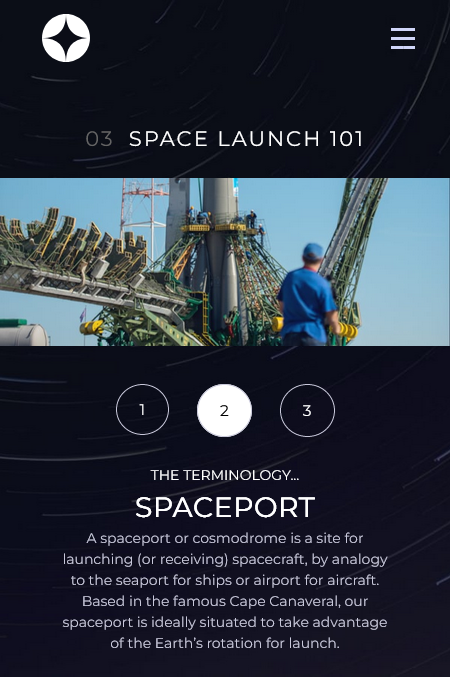 03 SPACE LAUNCH 101
1 2 3
THE TERMINOLOGY...
SPACEPORT
A spaceport or cosmodrome is a site for
launching (or receiving) spacecraft, by analogy
to the seaport for ships or airport for aircraft.
Based in the famous Cape Canaveral, our
spaceport is ideally situated to take advantage
of the Earth’s rotation for launch.